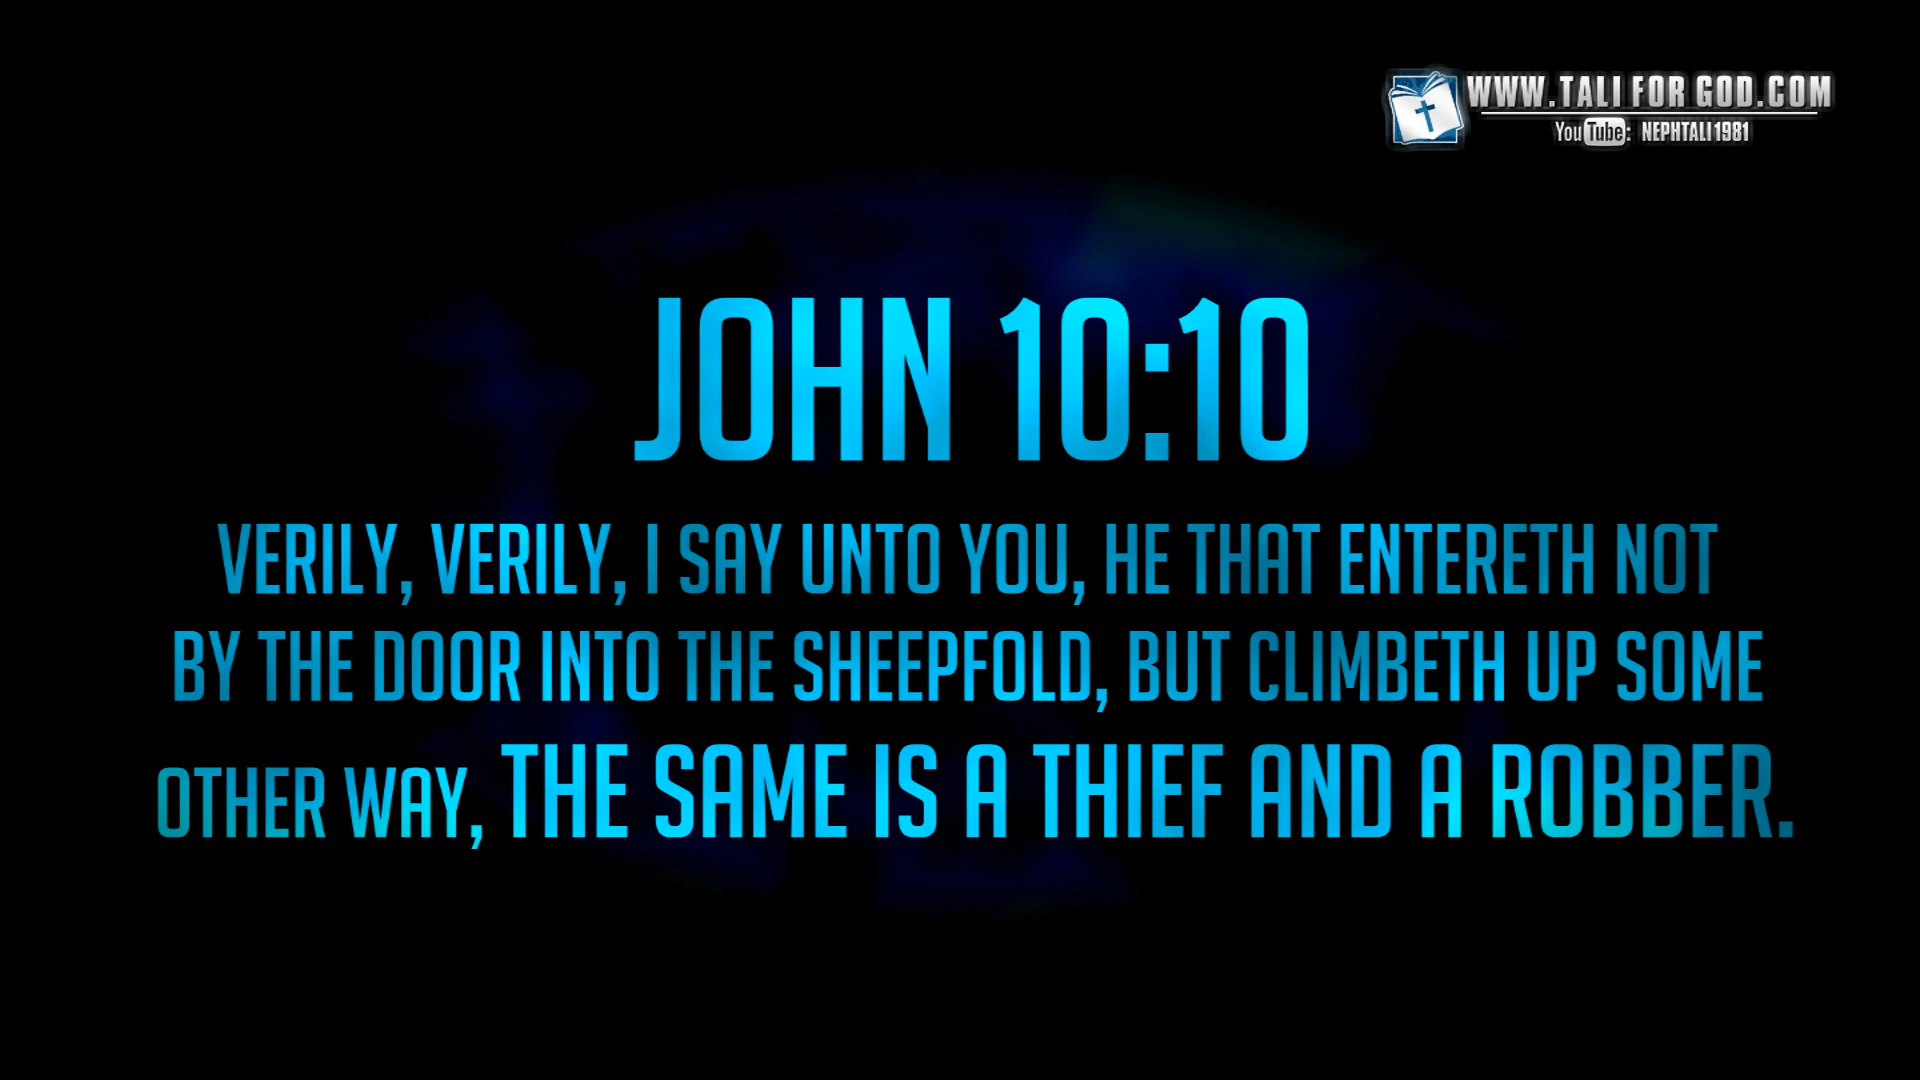 WWW.TALI FOR GOD.COM
YouTube: NEPHTALI1981
JOHN 10:10
VERILY, VERILY, I SAY UNTO YOU, HE THAT ENTERETH NOT
BY THE DOOR INTO THE SHEEPFOLD, BUT CLIMBETH UP SOME
OTHER WAY, THE SAME IS A THIEF AND A ROBBER.